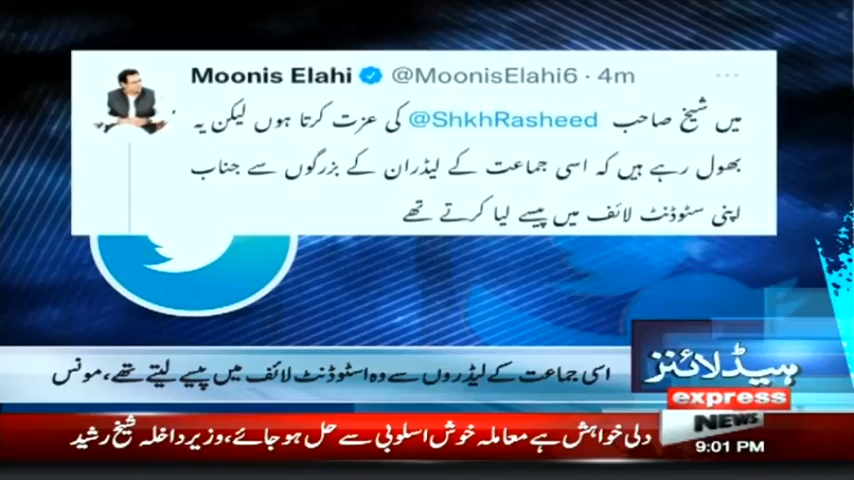 Moonis Elahi @MoonisElahi6 · 4m
میں شیخ صاحب @ShkhRasheed کی عزت کرتا ہوں لیکن یہ
بھول رہے ہیں کہ اسی جماعت کے لیڈران کے بزرگوں سے جناب
اپنی سٹوڈنٹ لائف میں پیسے لیا کرتے تھے
اسی جماعت کے لیڈروں سے وہ اسٹوڈنٹ لائف میں پیسے لیتے تھے، مونس
ہیڈلائنز
express
NEWS
دلی خواہش ہے معاملہ خوش اسلوبی سے حل ہو جائے، وزیر داخلہ شیخ رشید
9:01 PM